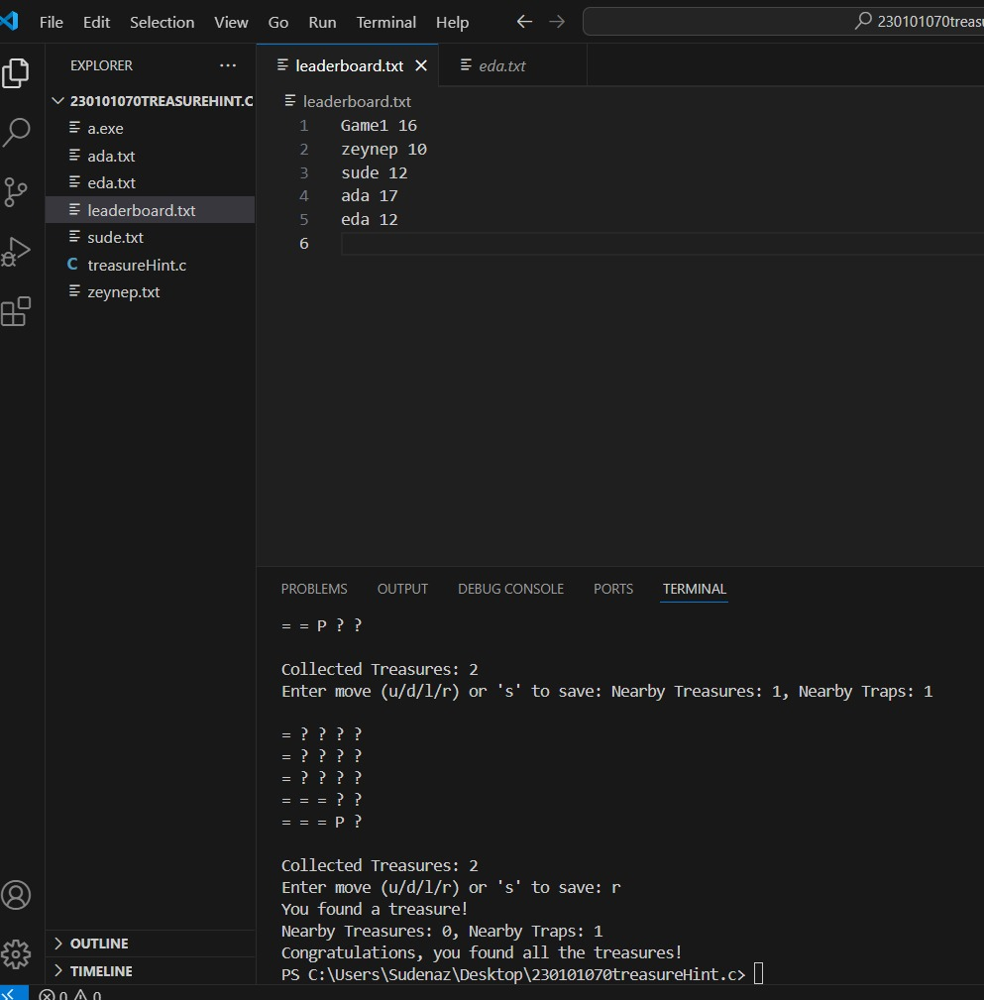 File Edit Selection View Go Run Terminal Help ← → 230101070treasu
EXPLORER ...
230101070TREASUREHINT.C
a.exe
ada.txt
eda.txt
leaderboard.txt
sude.txt
C treasureHint.c
zeynep.txt
OUTLINE
TIMELINE
leaderboard.txt × eda.txt
leaderboard.txt
1 Game1 16
2 zeynep 10
3 sude 12
4 ada 17
5 eda 12
6
PROBLEMS OUTPUT DEBUG CONSOLE PORTS TERMINAL
= = P ? ?
Collected Treasures: 2
Enter move (u/d/l/r) or 's' to save: Nearby Treasures: 1, Nearby Traps: 1
= ? ? ? ?
= ? ? ? ?
= ? ? ? ?
= = = ? ?
= = = P ?
Collected Treasures: 2
Enter move (u/d/l/r) or 's' to save: r
You found a treasure!
Nearby Treasures: 0, Nearby Traps: 1
Congratulations, you found all the treasures!
PS C:\Users\Sudenaz\Desktop\230101070treasureHint.c>
0 0